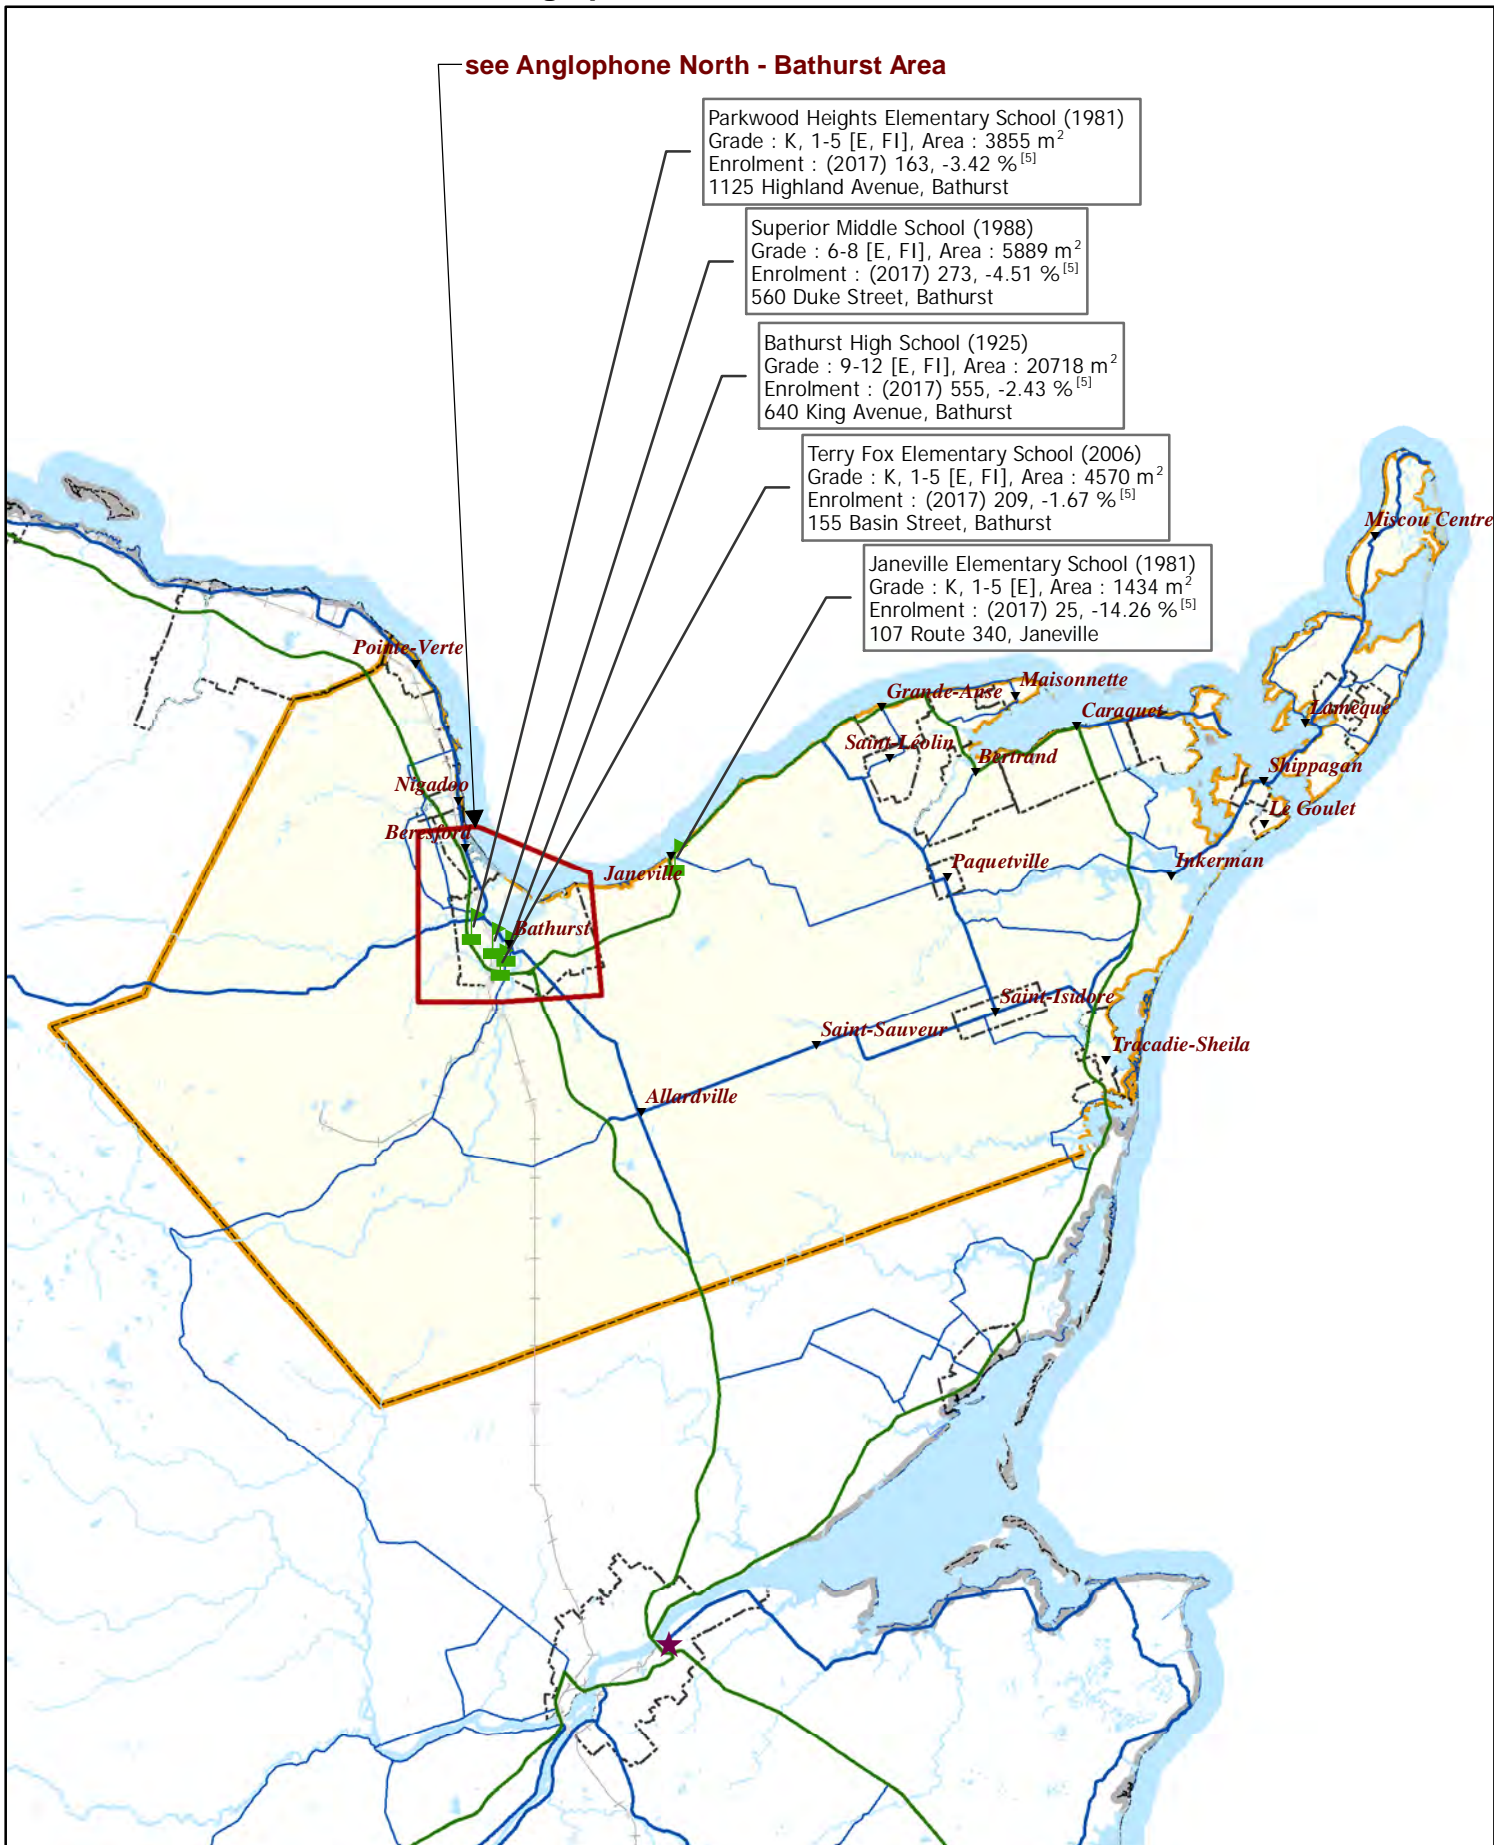 see Anglophone North - Bathurst Area
Parkwood Heights Elementary School (1981)
Grade : K, 1-5 [E, FI], Area : 3855 m²
Enrolment : (2017) 163, -3.42 % [5]
1125 Highland Avenue, Bathurst
Superior Middle School (1988)
Grade : 6-8 [E, FI], Area : 5889 m²
Enrolment : (2017) 273, -4.51 % [5]
560 Duke Street, Bathurst
Bathurst High School (1925)
Grade : 9-12 [E, FI], Area : 20718 m²
Enrolment : (2017) 555, -2.43 % [5]
640 King Avenue, Bathurst
Terry Fox Elementary School (2006)
Grade : K, 1-5 [E, FI], Area : 4570 m²
Enrolment : (2017) 209, -1.67 % [5]
155 Basin Street, Bathurst
Janeville Elementary School (1981)
Grade : K, 1-5 [E], Area : 1434 m²
Enrolment : (2017) 25, -14.26 % [5]
107 Route 340, Janeville
Miscou Centre
Pointe-Verte
Maisonnette
Grande-Anse
Caraquet
Lamèque
Saint-Léolin
Bertrand
Shippagan
Nigadoo
Le Goulet
Beresford
Paquetville
Inkerman
Janeville
Bathurst
Saint-Isidore
Saint-Sauveur
Tracadie-Sheila
Allardville